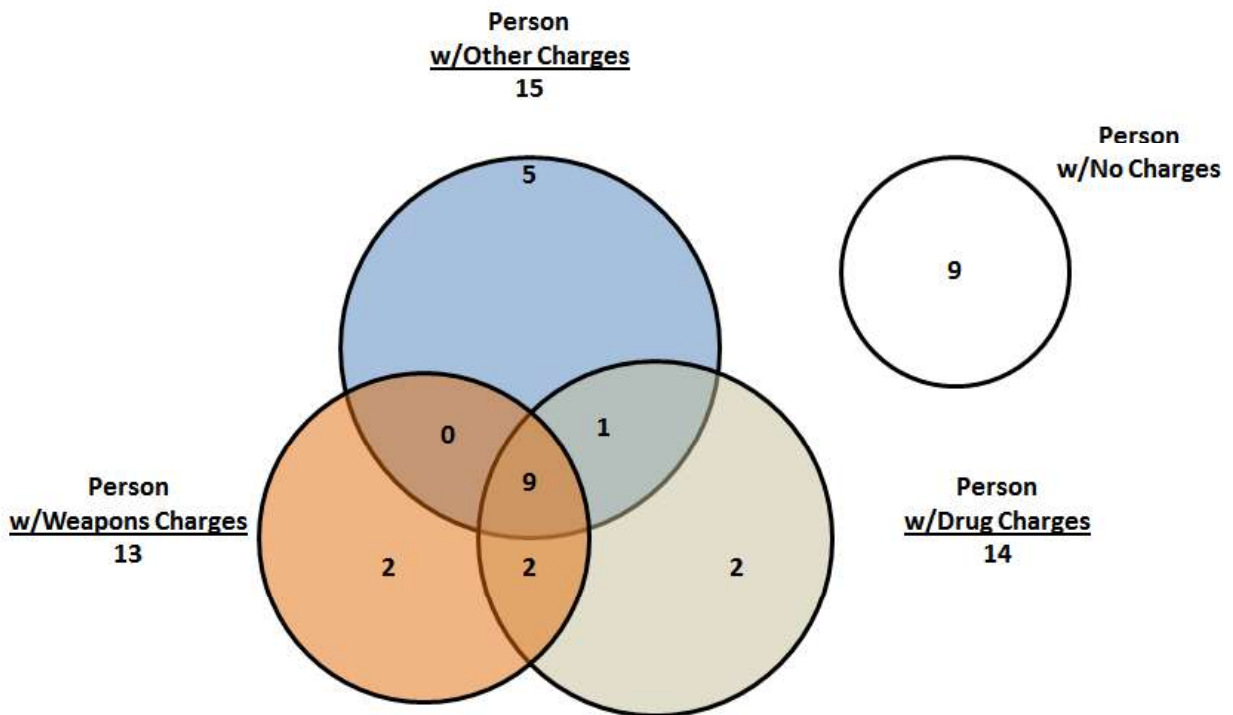 Person
w/Other Charges
15
Person
w/No Charges
5
9
0
1
9
Person
w/Weapons Charges
13
Person
w/Drug Charges
14
2
2
2